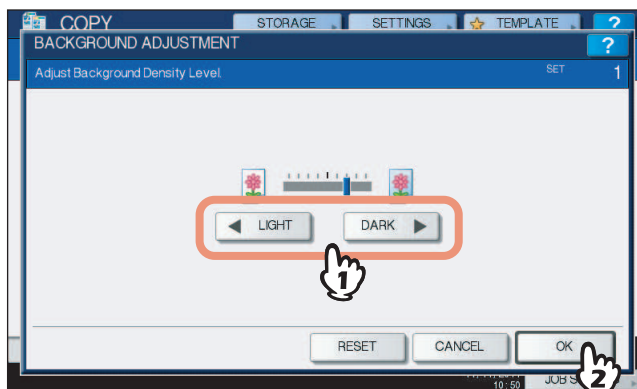 COPY STORAGE SETTINGS TEMPLATE ?
BACKGROUND ADJUSTMENT ?
Adjust Background Density Level. SET 1
LIGHT DARK
1
RESET CANCEL OK
2
10:50 JOB S